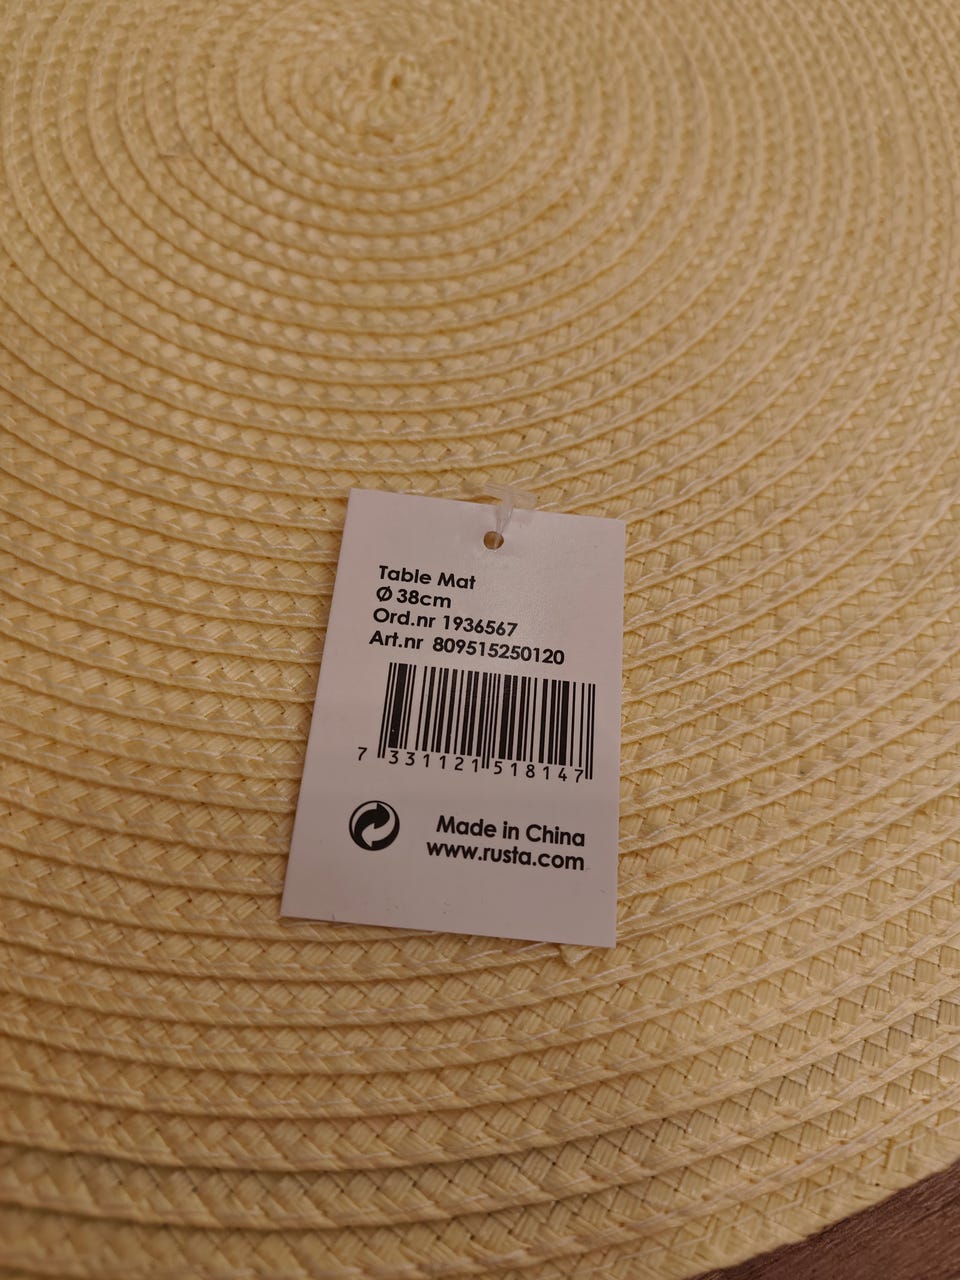 Table Mat
Ø 38cm
Ord.nr 1936567
Art.nr 809515250120
7 331121 518147
Made in China
www.rusta.com